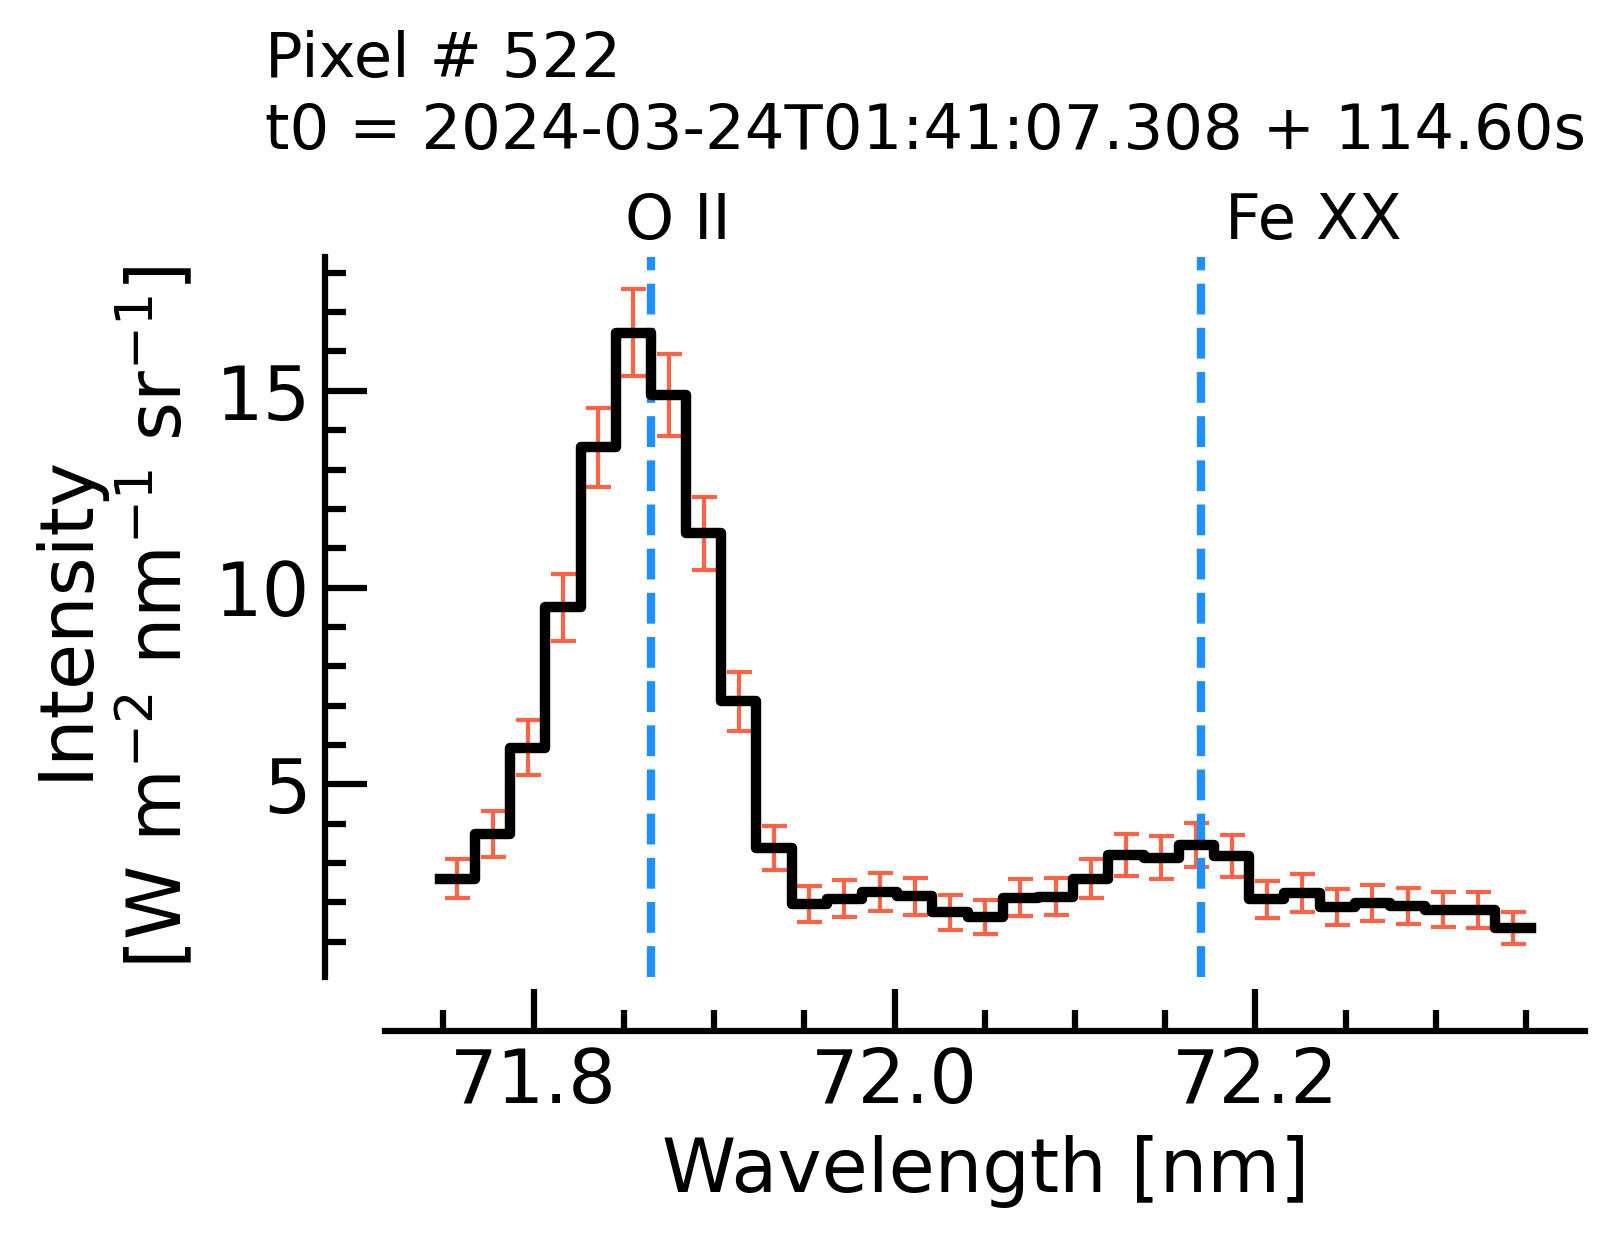 Pixel # 522
t0 = 2024-03-24T01:41:07.308 + 114.60s
O II
Fe XX
Intensity
[W m⁻² nm⁻¹ sr⁻¹]
15
10
5
71.8 72.0 72.2
Wavelength [nm]